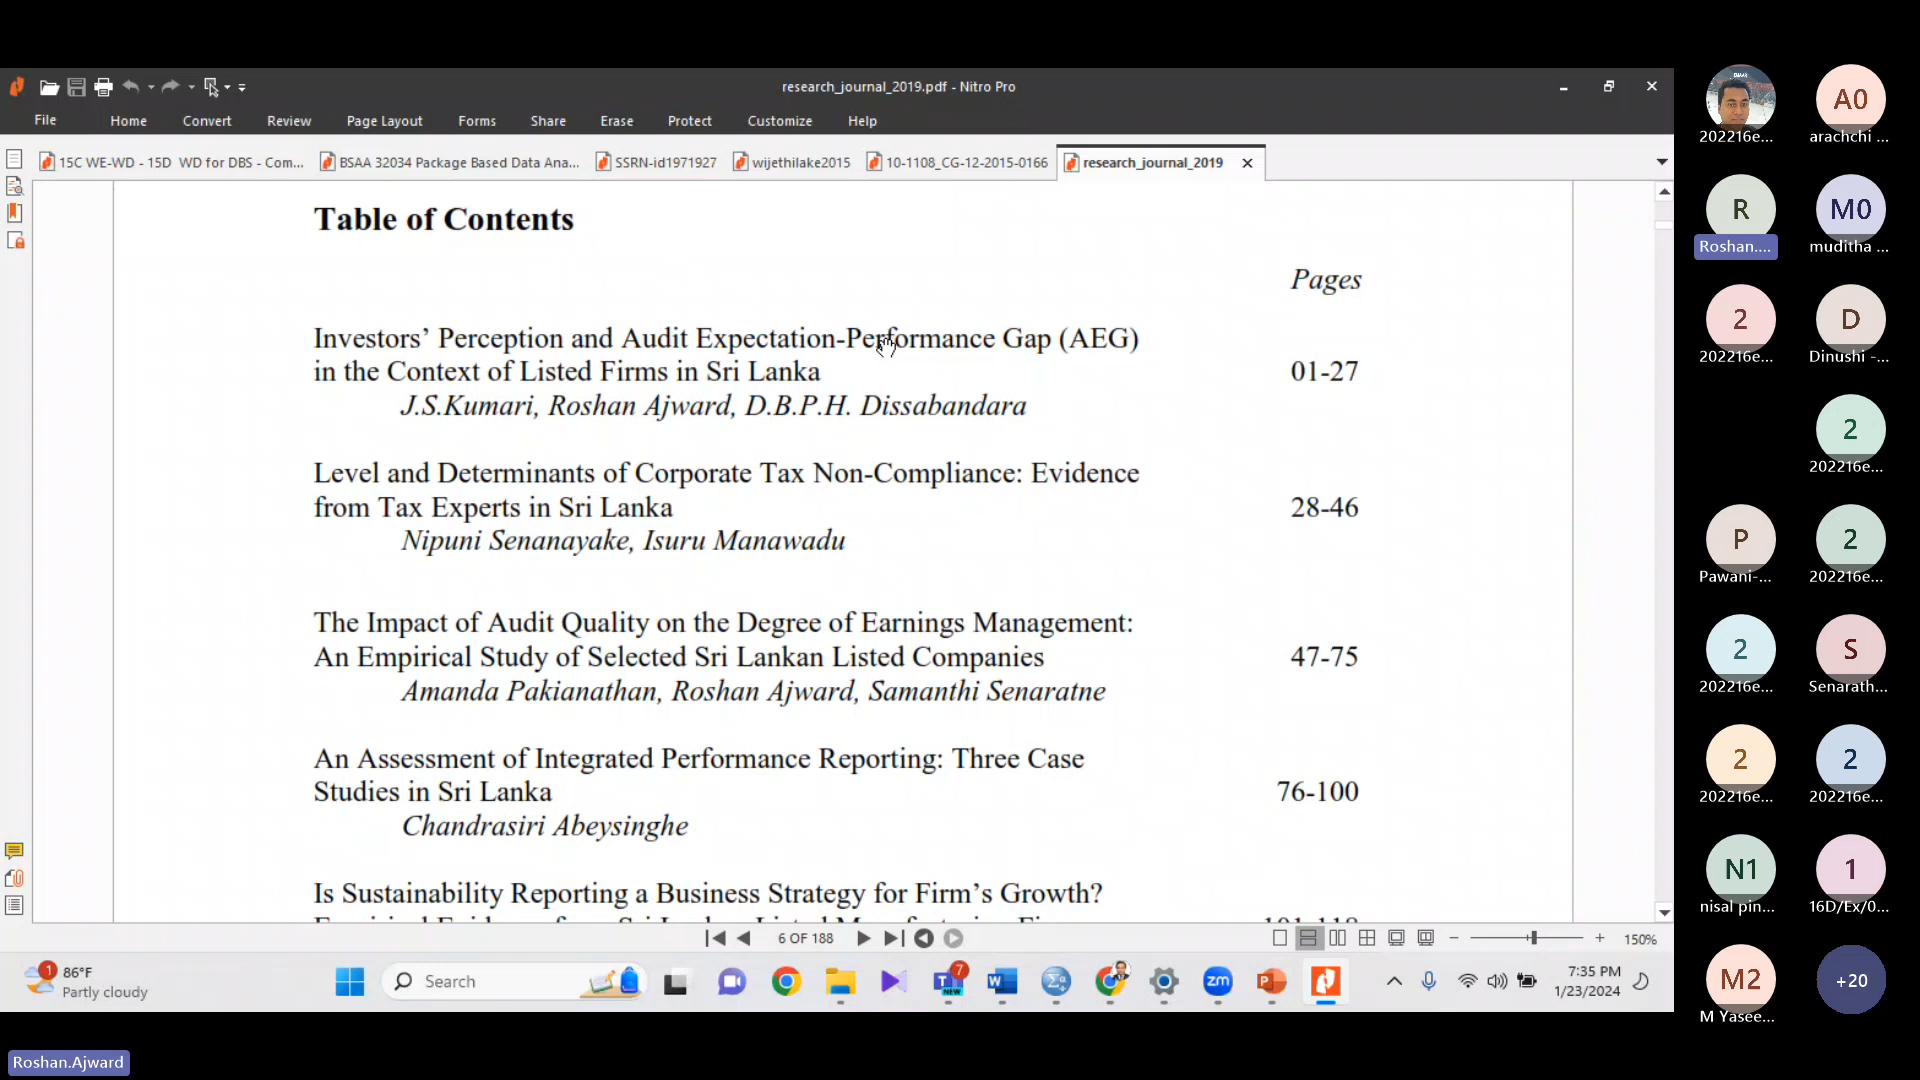 research_journal_2019.pdf - Nitro Pro
File Home Convert Review Page Layout Forms Share Erase Protect Customize Help
15C WE-WD - 15D WD for DBS - Com... BSAA 32034 Package Based Data Ana... SSRN-id1971927 wijethilake2015 10-1108_CG-12-2015-0166 research_journal_2019
Table of Contents
Pages
Investors’ Perception and Audit Expectation-Performance Gap (AEG)
in the Context of Listed Firms in Sri Lanka 01-27
J.S.Kumari, Roshan Ajward, D.B.P.H. Dissabandara
Level and Determinants of Corporate Tax Non-Compliance: Evidence
from Tax Experts in Sri Lanka 28-46
Nipuni Senanayake, Isuru Manawadu
The Impact of Audit Quality on the Degree of Earnings Management:
An Empirical Study of Selected Sri Lankan Listed Companies 47-75
Amanda Pakianathan, Roshan Ajward, Samanthi Senaratne
An Assessment of Integrated Performance Reporting: Three Case
Studies in Sri Lanka 76-100
Chandrasiri Abeysinghe
Is Sustainability Reporting a Business Strategy for Firm’s Growth?
6 OF 188
150%
1
86°F
Partly cloudy
Search
7
NEW
zm
7:35 PM
1/23/2024
Roshan.Ajward
202216e...
A0
arachchi ...
R
Roshan....
M0
muditha ...
2
202216e...
D
Dinushi -...
2
202216e...
P
Pawani-...
2
202216e...
2
202216e...
S
Senarath...
2
202216e...
2
202216e...
N1
nisal pin...
1
16D/Ex/0...
M2
M Yasee...
+20